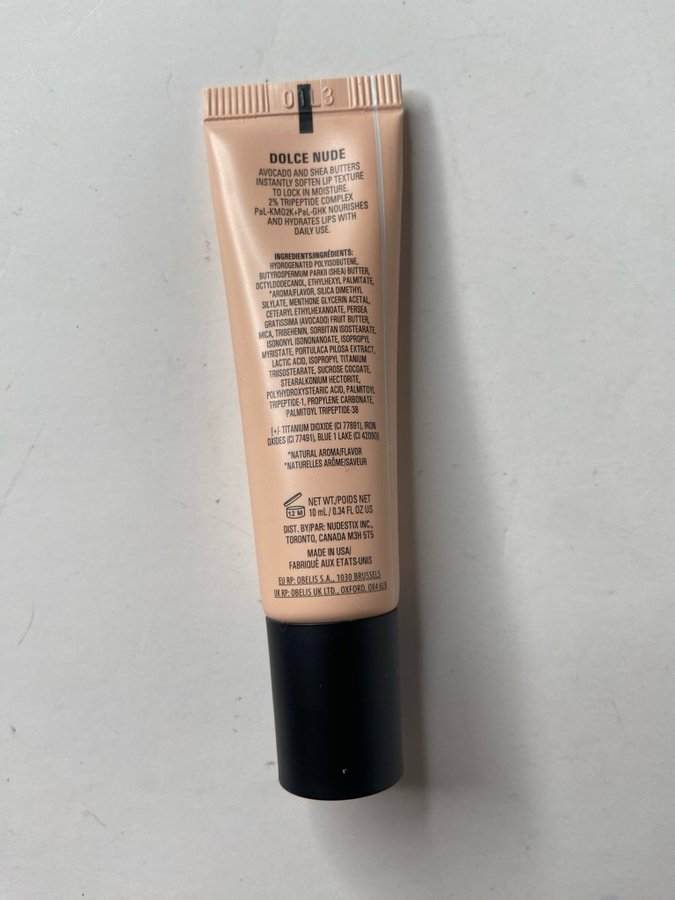 DOLCE NUDE
AVOCADO AND SHEA BUTTERS
INSTANTLY SOFTEN LIP TEXTURE
TO LOCK IN MOISTURE.
2% TRIPEPTIDE COMPLEX
PaL-KMO2K+PaL-GHK NOURISHES
AND HYDRATES LIPS WITH
DAILY USE.
INGREDIENTS/INGRÉDIENTS:
HYDROGENATED POLYISOBUTENE,
BUTYROSPERMUM PARKII (SHEA) BUTTER,
OCTYLDODECANOL, ETHYLHEXYL PALMITATE,
*AROMA/FLAVOR, SILICA DIMETHYL
SILYLATE, MENTHONE GLYCERIN ACETAL,
CETEARYL ETHYLHEXANOATE, PERSEA
GRATISSIMA (AVOCADO) FRUIT BUTTER,
MICA, TRIBEHENIN, SORBITAN ISOSTEARATE,
ISONONYL ISONONANOATE, ISOPROPYL
MYRISTATE, PORTULACA PILOSA EXTRACT,
LACTIC ACID, ISOPROPYL TITANIUM
TRIISOSTEARATE, SUCROSE COCOATE,
STEARALKONIUM HECTORITE,
POLYHYDROXYSTEARIC ACID, PALMITOYL
TRIPEPTIDE-1, PROPYLENE CARBONATE,
PALMITOYL TRIPEPTIDE-38
[+/- TITANIUM DIOXIDE (CI 77891), IRON
OXIDES (CI 77491), BLUE 1 LAKE (CI 42090)]
*NATURAL AROMA/FLAVOR
*NATURELLES ARÔME/SAVEUR
12 M
NET WT./POIDS NET
10 mL / 0.34 FL OZ US
DIST. BY/PAR: NUDESTIX INC.,
TORONTO, CANADA M3H 5T5
MADE IN USA/
FABRIQUÉ AUX ETATS-UNIS
EU RP: OBELIS S.A., 1030 BRUSSELS
UK RP: OBELIS UK LTD., OXFORD, OX4 6LB